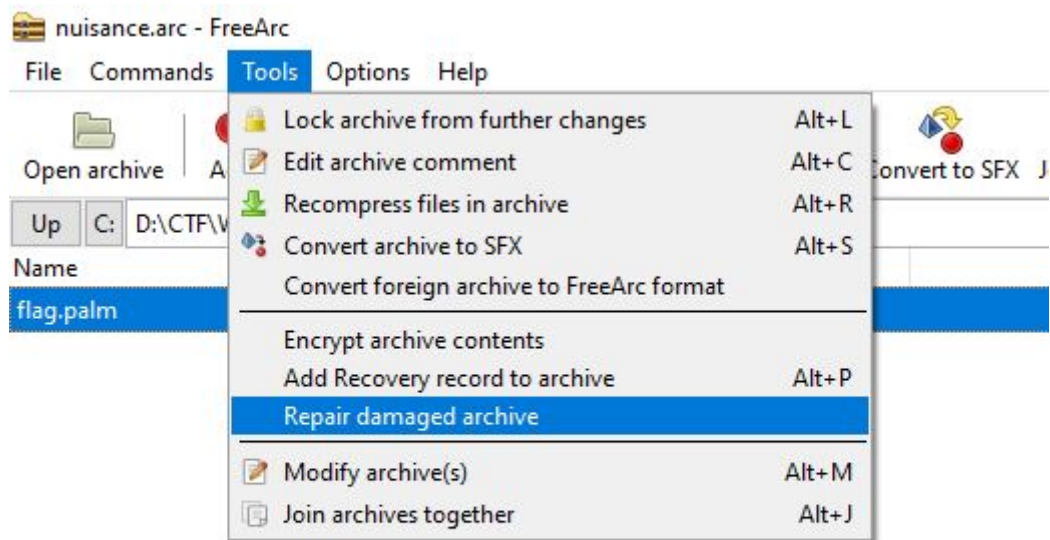 nuisance.arc - FreeArc
File Commands Tools Options Help
Open archive
Convert to SFX
Up C: D:\CTF\
Name
flag.palm
Lock archive from further changes Alt+L
Edit archive comment Alt+C
Recompress files in archive Alt+R
Convert archive to SFX Alt+S
Convert foreign archive to FreeArc format
Encrypt archive contents
Add Recovery record to archive Alt+P
Repair damaged archive
Modify archive(s) Alt+M
Join archives together Alt+J